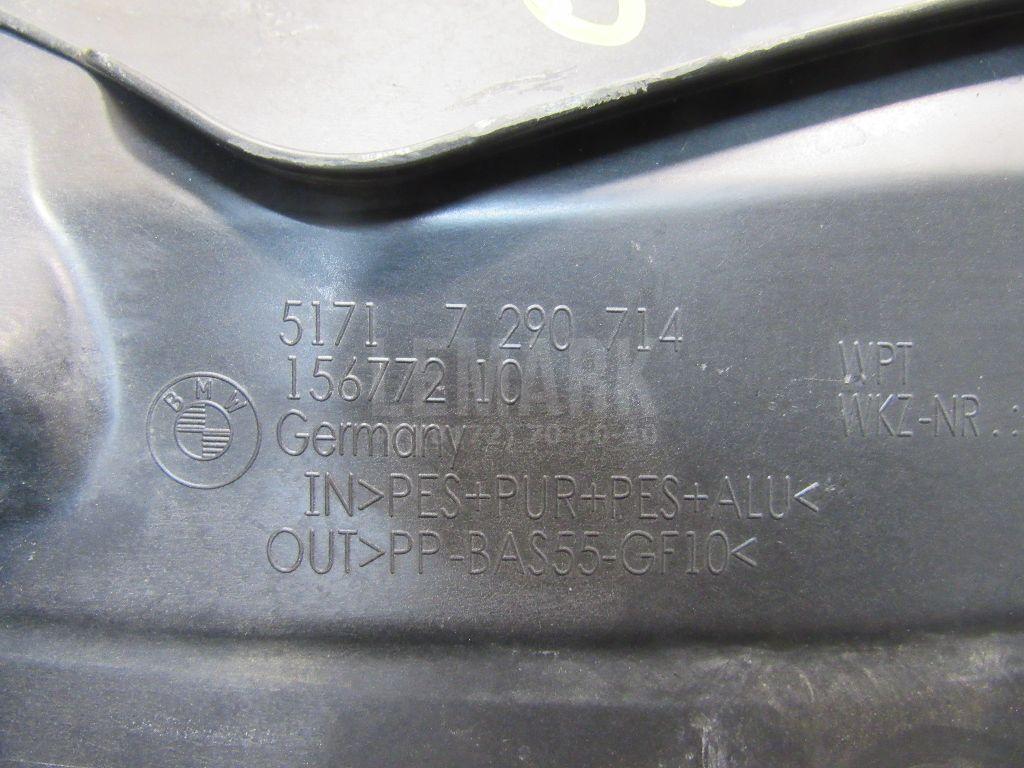 5171 7 290 714
156772 10
BMW
Germany
IN>PES+PUR+PES+ALU<
OUT>PP-BAS55-GF10<
WPT
WKZ-NR.: